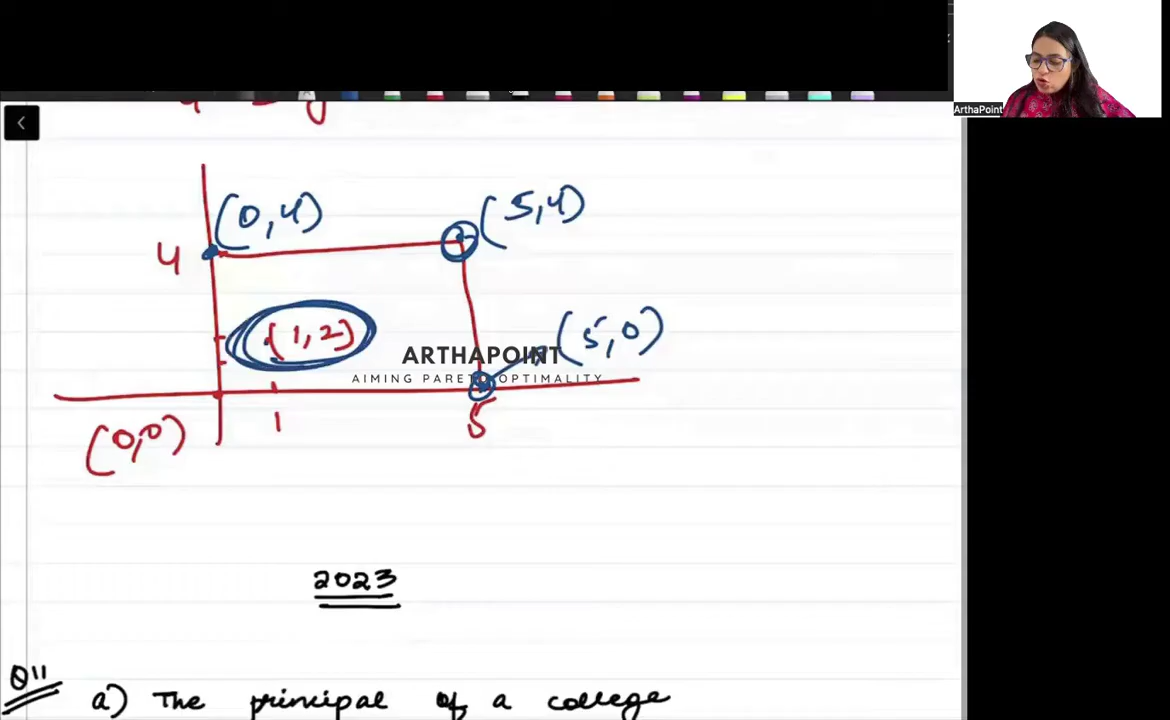 (0,4)
(5,4)
4
(1,2)
(5,0)
ARTHAPOINT
AIMING PARETO OPTIMALITY
(0,0)
1
5
2023
Q11
a) The principal of a college
ArthaPoint